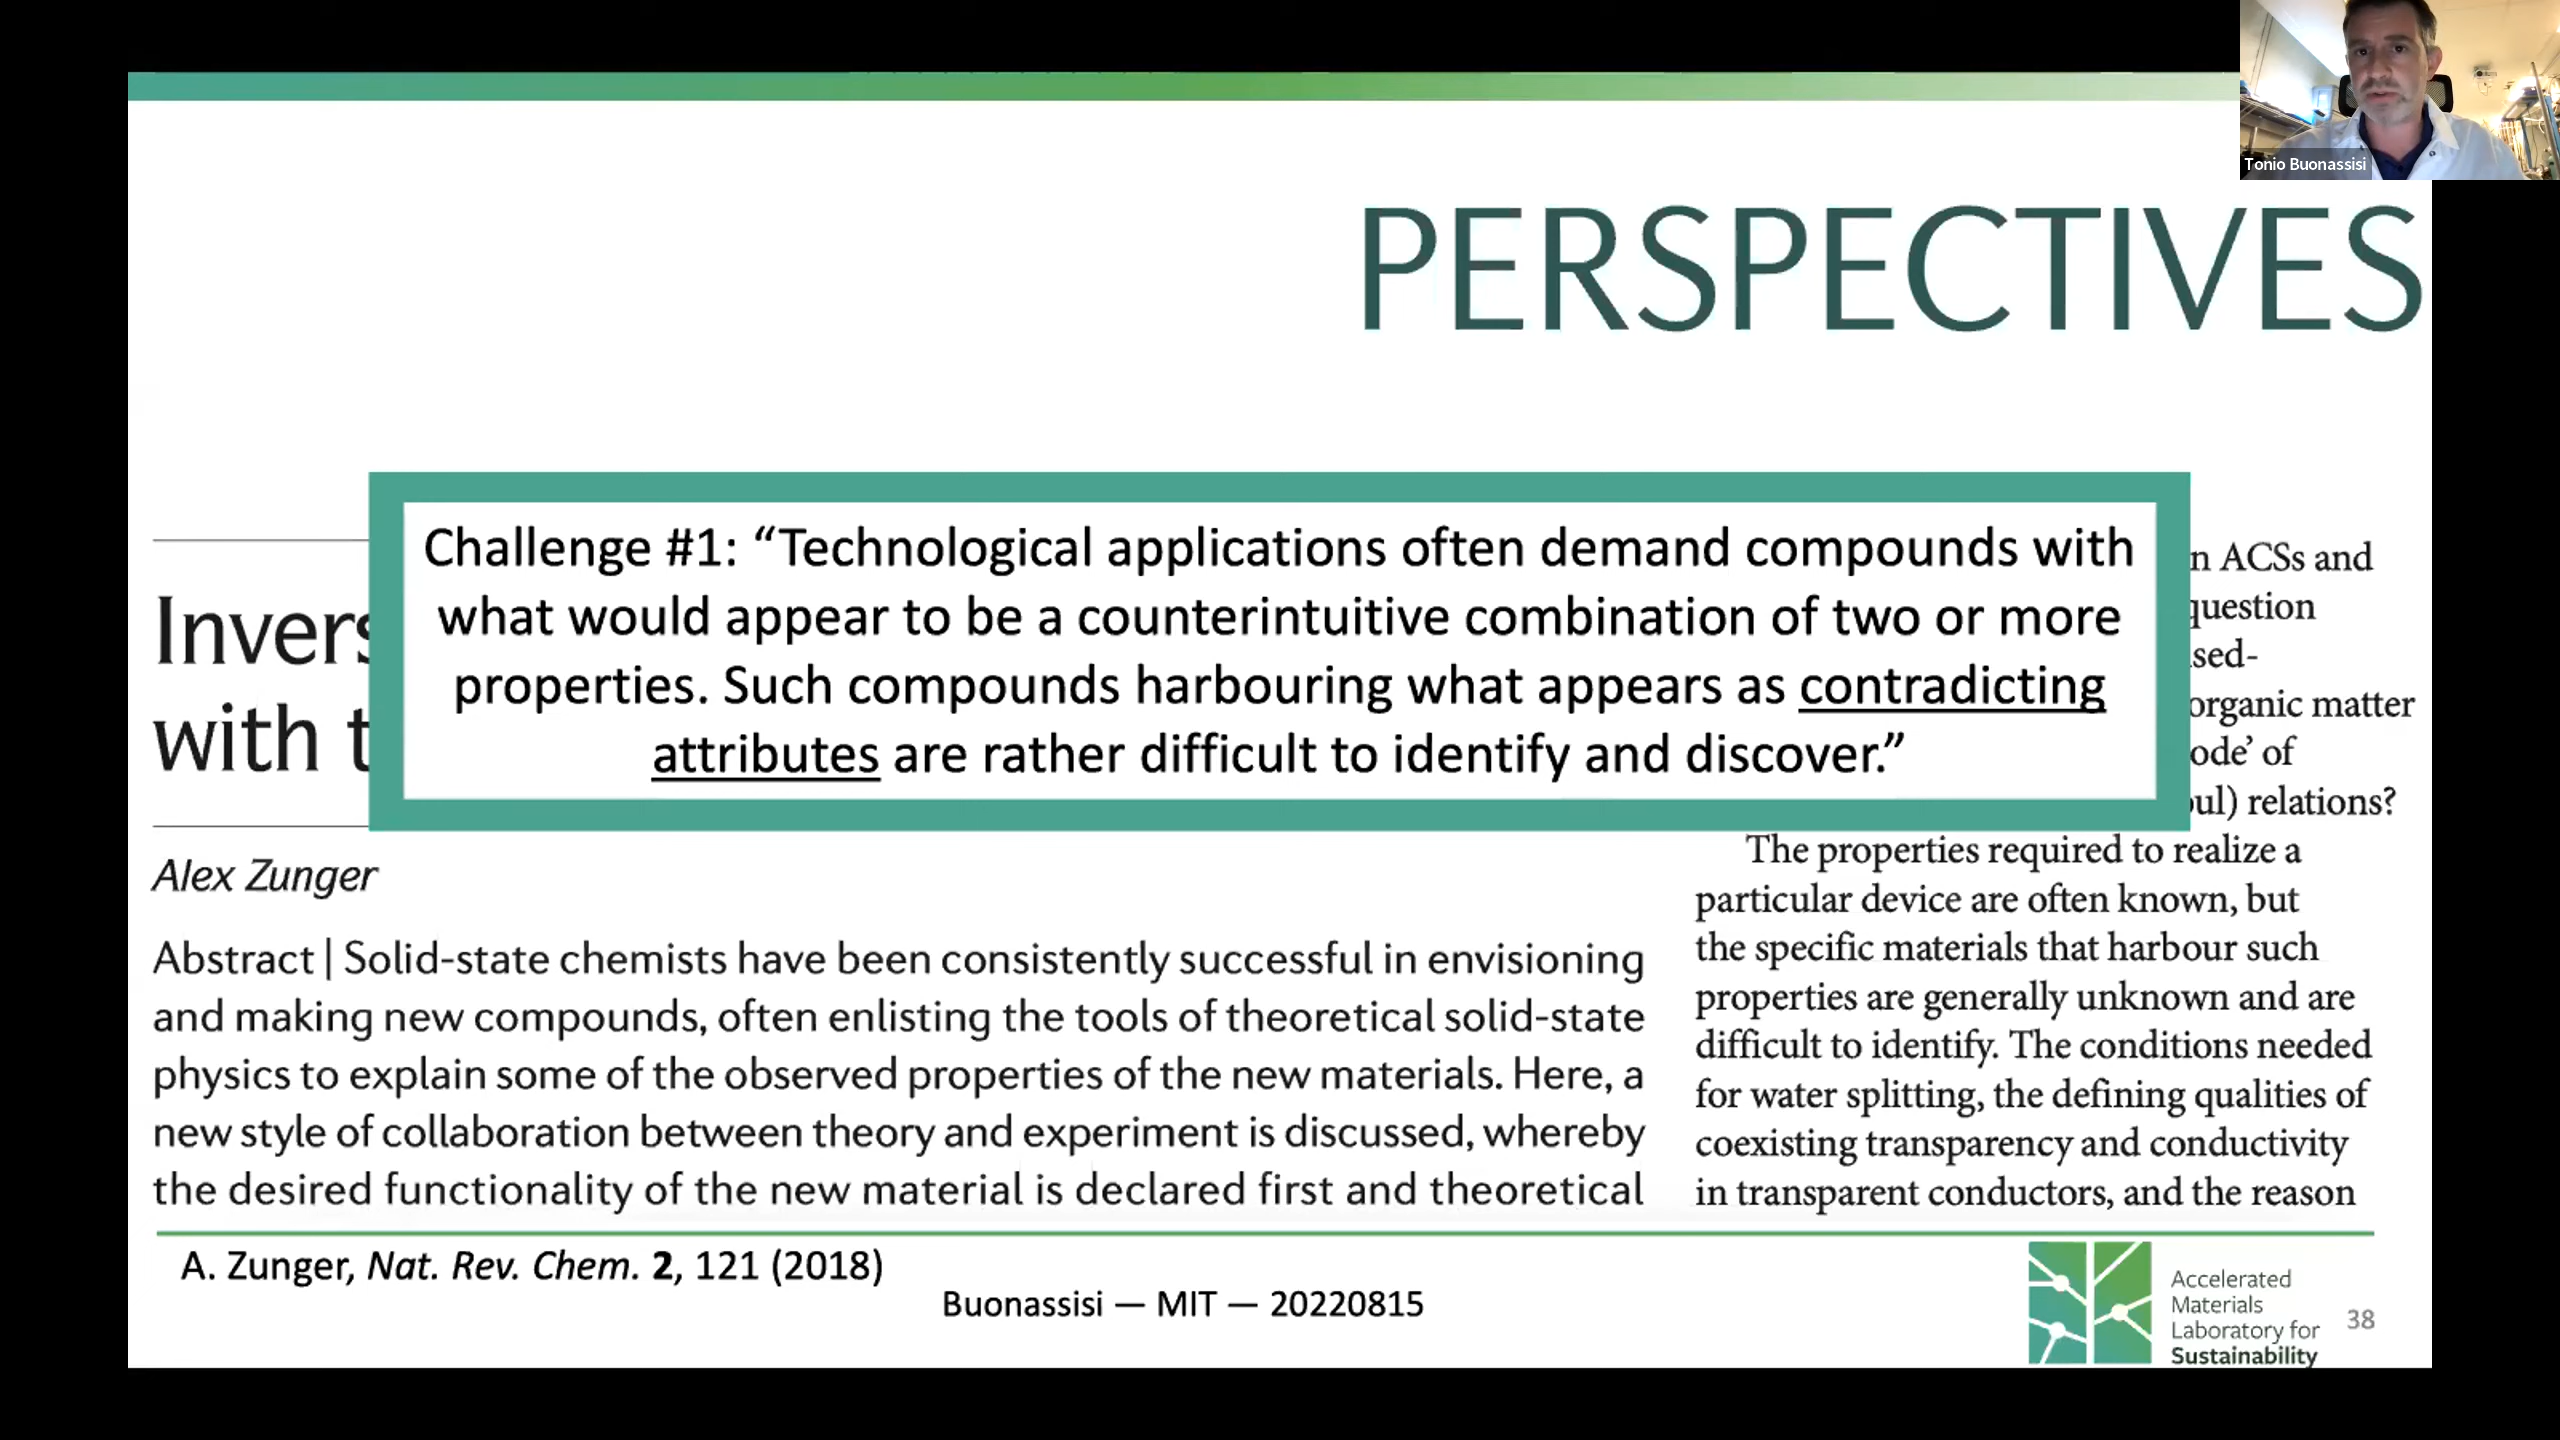 Tonio Buonassisi
PERSPECTIVES
Challenge #1: “Technological applications often demand compounds with
what would appear to be a counterintuitive combination of two or more
properties. Such compounds harbouring what appears as contradicting
attributes are rather difficult to identify and discover.”
with
Alex Zunger
Abstract | Solid-state chemists have been consistently successful in envisioning
and making new compounds, often enlisting the tools of theoretical solid-state
physics to explain some of the observed properties of the new materials. Here, a
new style of collaboration between theory and experiment is discussed, whereby
the desired functionality of the new material is declared first and theoretical
ACSs and
question
organic matter
of
relations?
The properties required to realize a
particular device are often known, but
the specific materials that harbour such
properties are generally unknown and are
difficult to identify. The conditions needed
for water splitting, the defining qualities of
coexisting transparency and conductivity
in transparent conductors, and the reason
A. Zunger, Nat. Rev. Chem. 2, 121 (2018)
Buonassisi — MIT — 20220815
Accelerated
Materials
Laboratory for
Sustainability
38